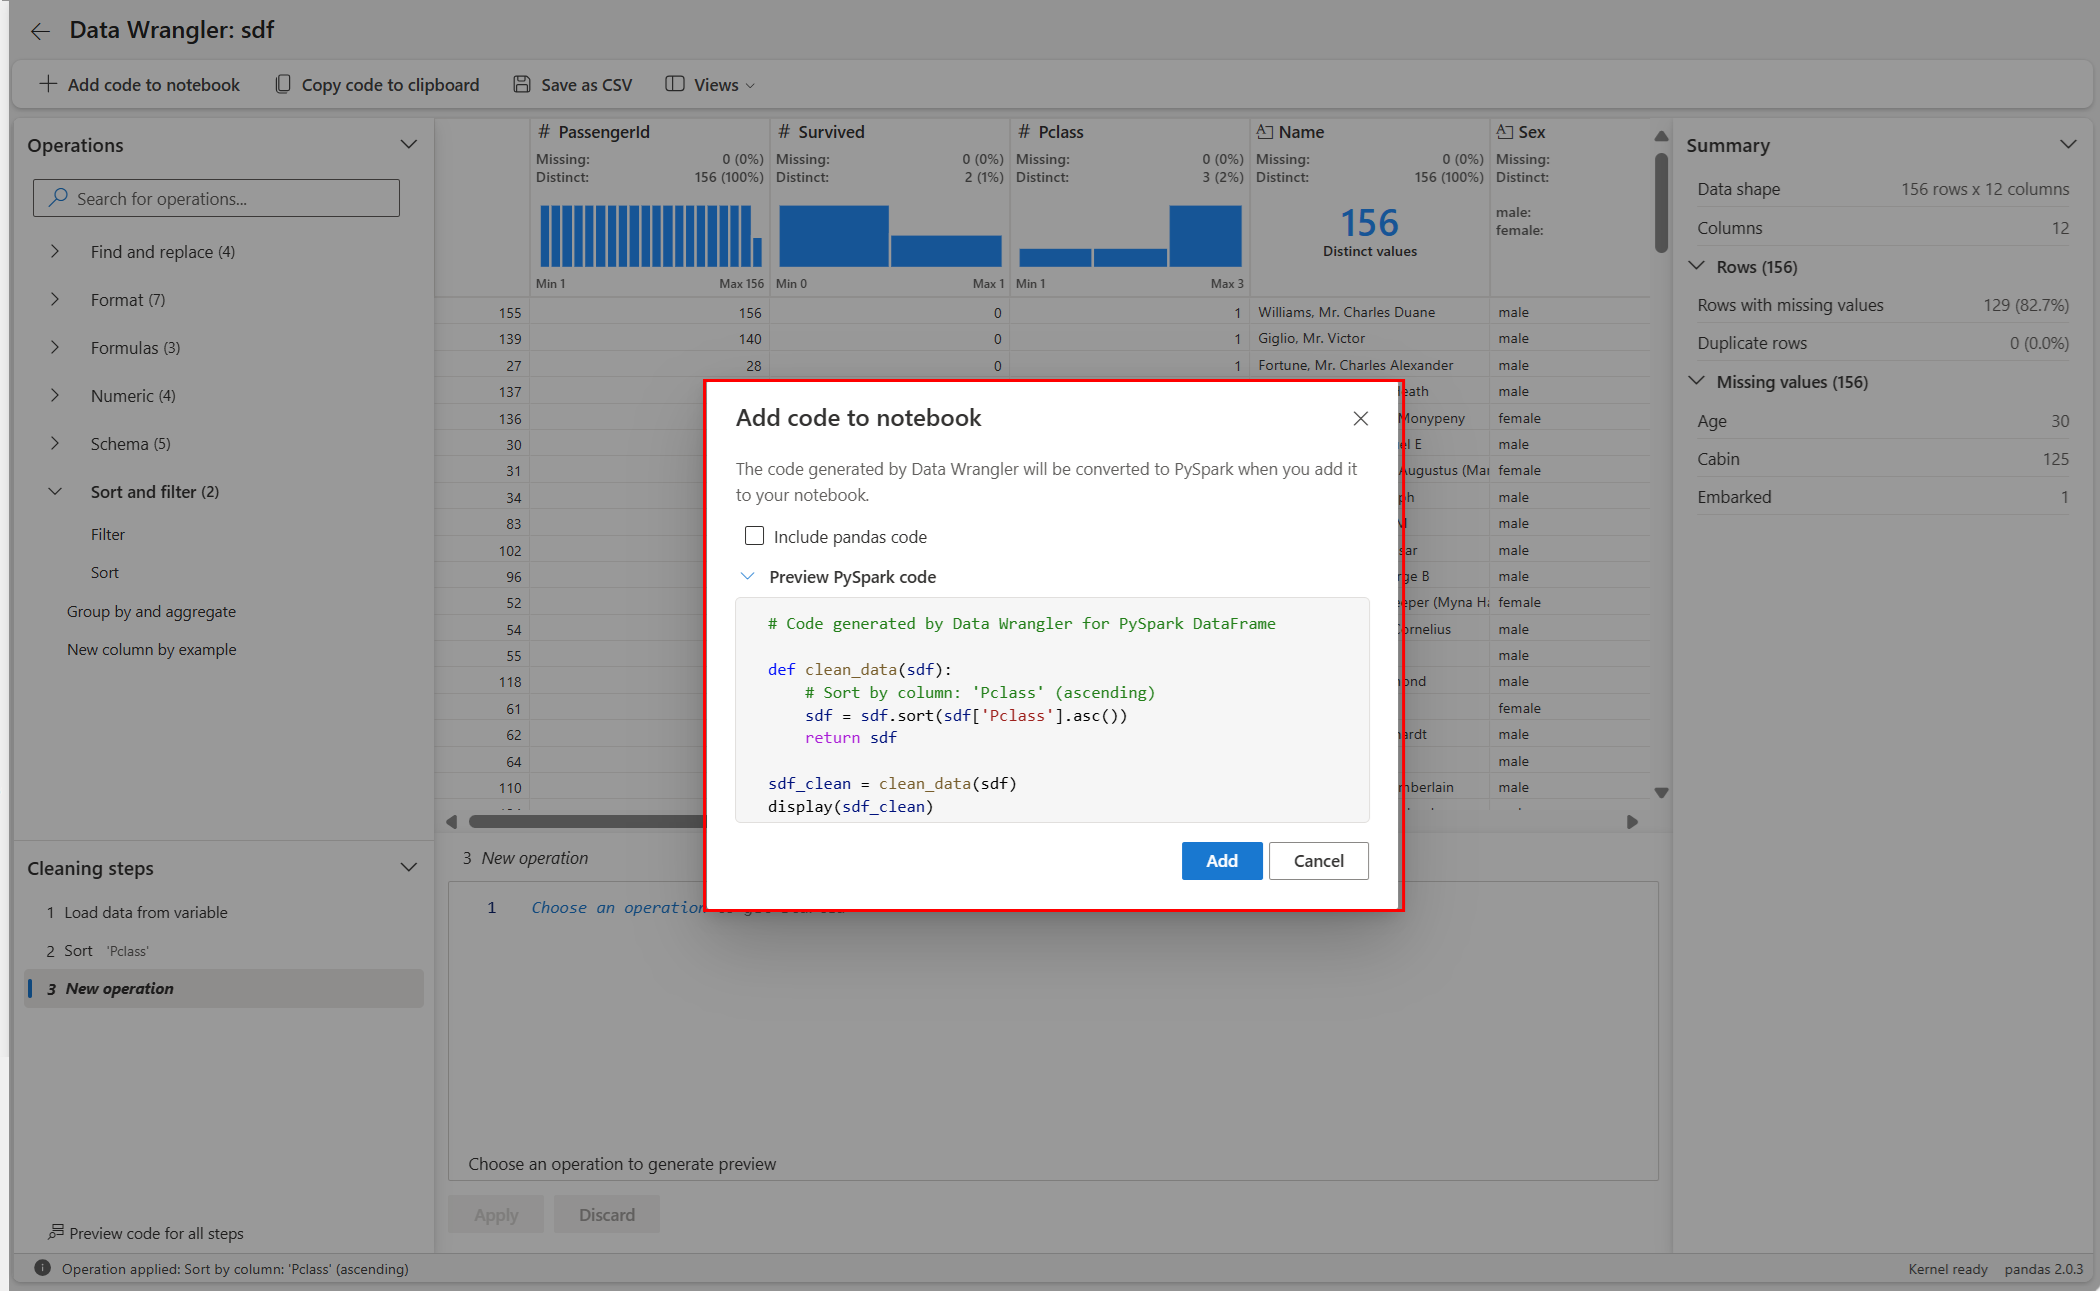 Data Wrangler: sdf
Add code to notebook
Copy code to clipboard
Save as CSV
Views
Operations
Search for operations...
Find and replace (4)
Format (7)
Formulas (3)
Numeric (4)
Schema (5)
Sort and filter (2)
Filter
Sort
Group by and aggregate
New column by example
Cleaning steps
1 Load data from variable
2 Sort 'Pclass'
3 New operation
Preview code for all steps
# PassengerId
Missing: 0 (0%)
Distinct: 156 (100%)
Min 1 Max 156
# Survived
Missing: 0 (0%)
Distinct: 2 (1%)
Min 0 Max 1
# Pclass
Missing: 0 (0%)
Distinct: 3 (2%)
Min 1 Max 3
Name
Missing: 0 (0%)
Distinct: 156 (100%)
156
Distinct values
Sex
Missing:
Distinct:
male:
female:
155 156 0 1 Williams, Mr. Charles Duane male
139 140 0 1 Giglio, Mr. Victor male
27 28 0 1 Fortune, Mr. Charles Alexander male
137 male
136 Monypeny female
30 E male
31 Augustus (Mar female
34 male
83 male
102 male
96 B male
52 (Myna Ha female
54 male
55 male
118 male
61 female
62 male
64 male
110 male
Add code to notebook
The code generated by Data Wrangler will be converted to PySpark when you add it
to your notebook.
Include pandas code
Preview PySpark code
# Code generated by Data Wrangler for PySpark DataFrame
def clean_data(sdf):
# Sort by column: 'Pclass' (ascending)
sdf = sdf.sort(sdf['Pclass'].asc())
return sdf
sdf_clean = clean_data(sdf)
display(sdf_clean)
Add
Cancel
3 New operation
1 Choose an operation
Choose an operation to generate preview
Apply
Discard
Summary
Data shape 156 rows x 12 columns
Columns 12
Rows (156)
Rows with missing values 129 (82.7%)
Duplicate rows 0 (0.0%)
Missing values (156)
Age 30
Cabin 125
Embarked 1
Operation applied: Sort by column: 'Pclass' (ascending)
Kernel ready
pandas 2.0.3